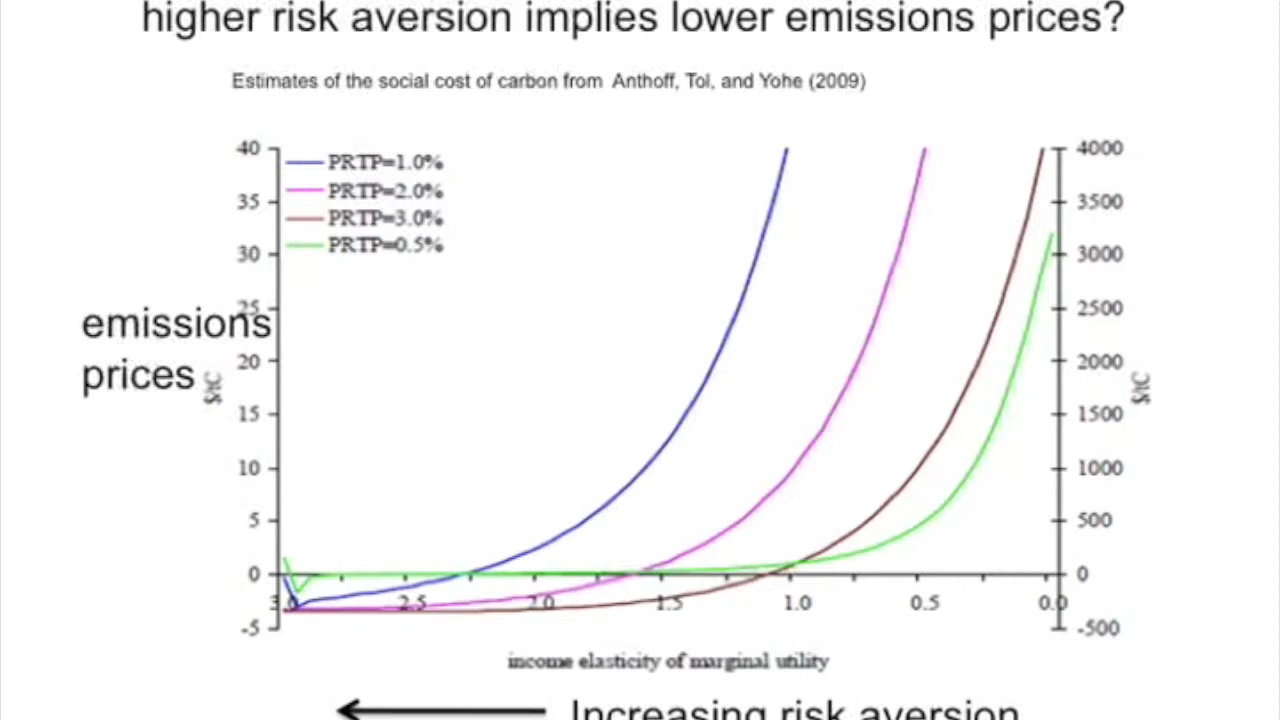 higher risk aversion implies lower emissions prices?
Estimates of the social cost of carbon from Anthoff, Tol, and Yohe (2009)
40
35
30
25
20
15
10
5
0
-5
PRTP=1.0%
PRTP=2.0%
PRTP=3.0%
PRTP=0.5%
4000
3500
3000
2500
2000
1500
1000
500
0
-500
emissions
prices
$/tC
$/tC
3.0 2.5 2.0 1.5 1.0 0.5 0.0
income elasticity of marginal utility
Increasing risk aversion